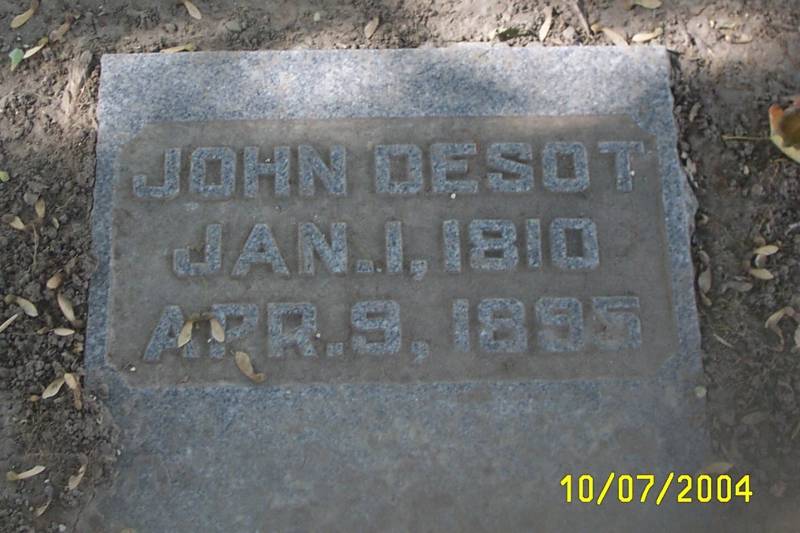 JOHN DESOT
JAN. 1, 1810
APR. 9, 1895
10/07/2004